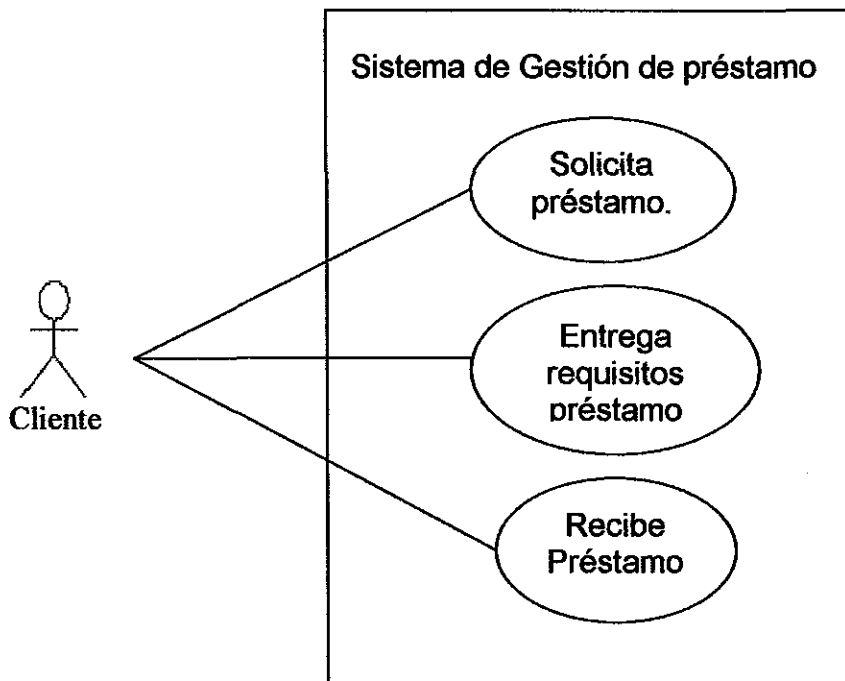 Sistema de Gestión de préstamo
Solicita
préstamo.
Entrega
requisitos
préstamo
Cliente
Recibe
Préstamo